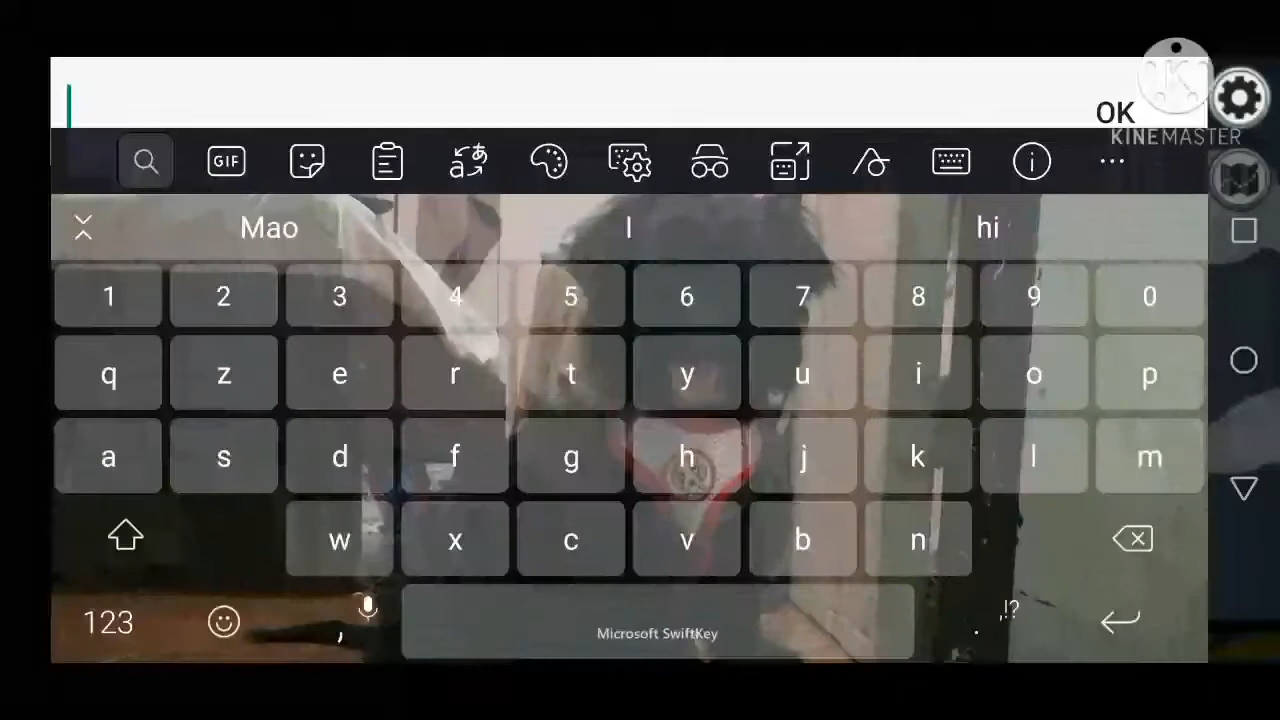 OK
KINEMASTER
GIF
Mao I hi
1 2 3 4 5 6 7 8 9 0
q z e r t y u i o p
a s d f g h j k l m
w x c v b n
123 , Microsoft SwiftKey . ,!?